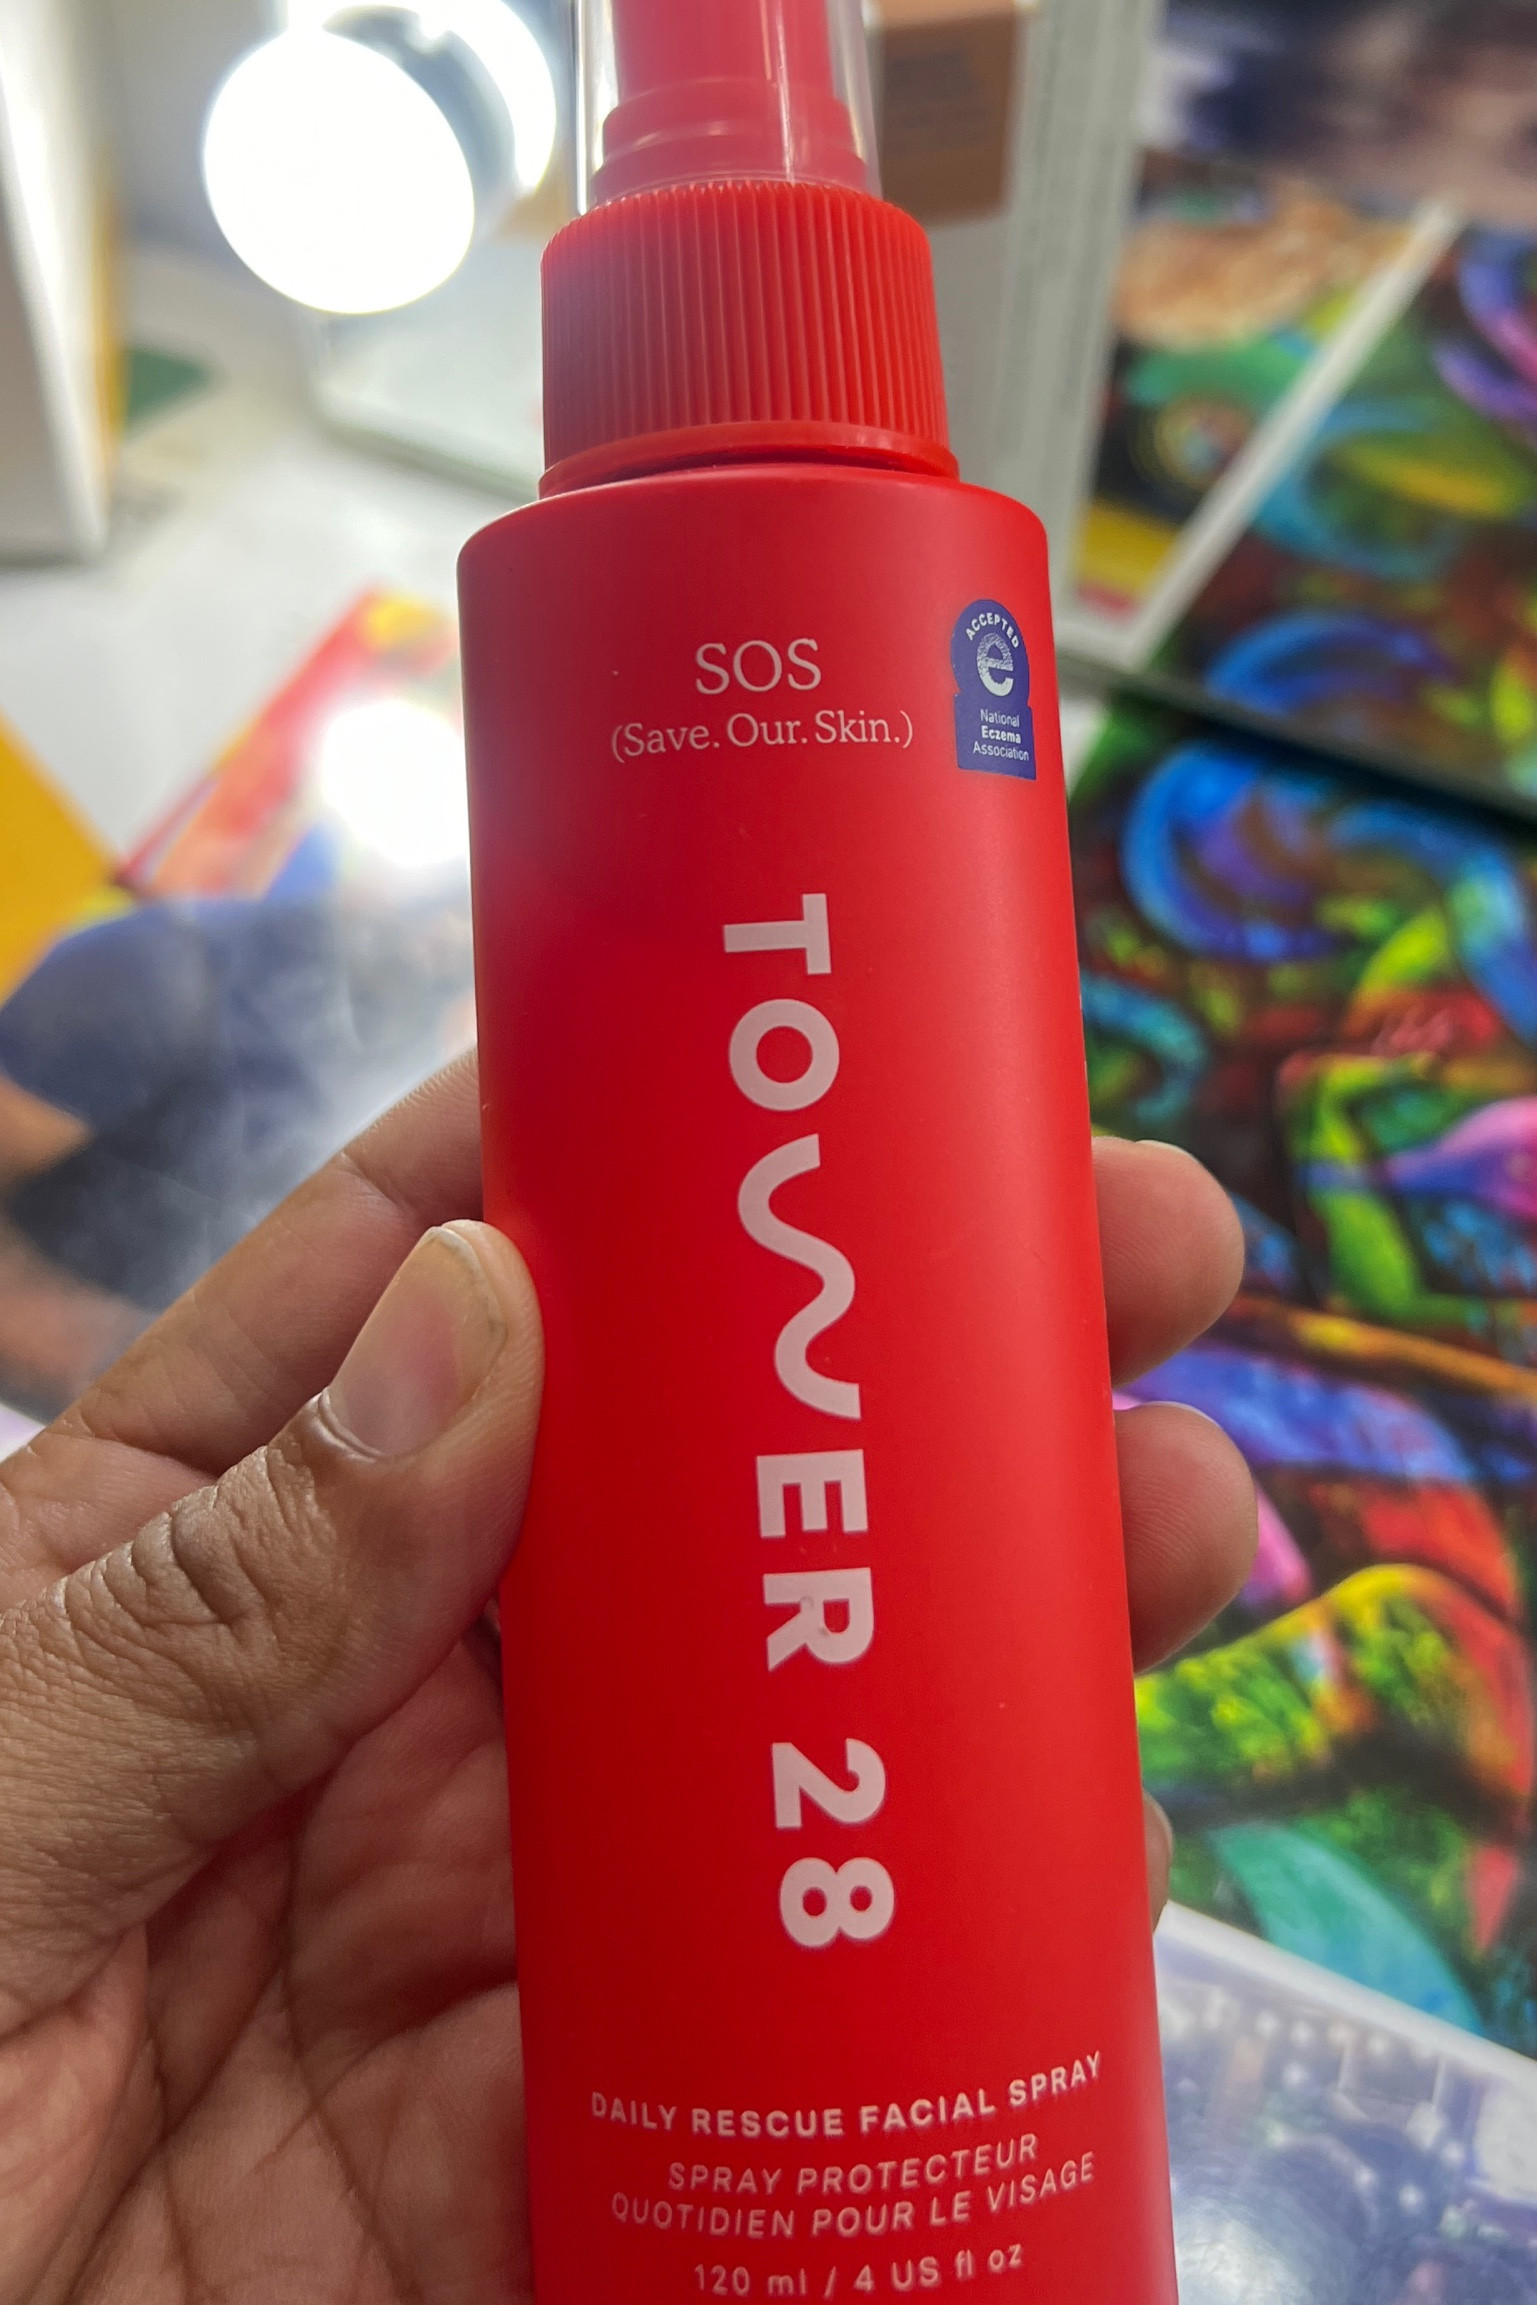 SOS
(Save. Our. Skin.)
ACCEPTED
e
National
Eczema
Association
TOWER 28
DAILY RESCUE FACIAL SPRAY
SPRAY PROTECTEUR
QUOTIDIEN POUR LE VISAGE
120 ml / 4 US fl oz